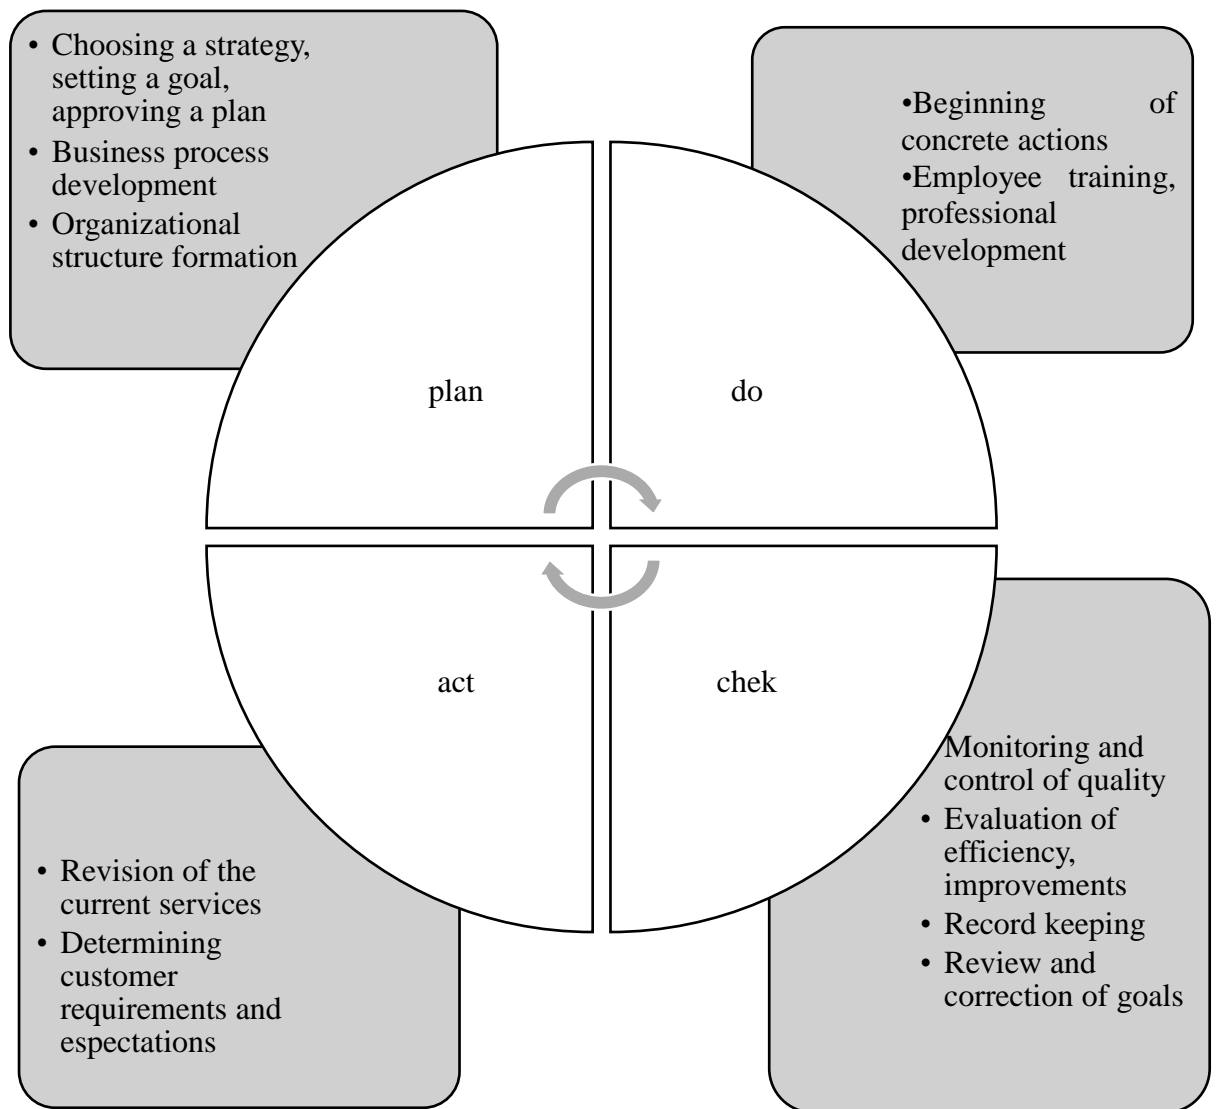 • Choosing a strategy,
setting a goal,
approving a plan
• Business process
development
• Organizational
structure formation
•Beginning of
concrete actions
•Employee training,
professional
development
plan
do
act
chek
• Revision of the
current services
• Determining
customer
requirements and
espectations
Monitoring and
control of quality
• Evaluation of
efficiency,
improvements
• Record keeping
• Review and
correction of goals